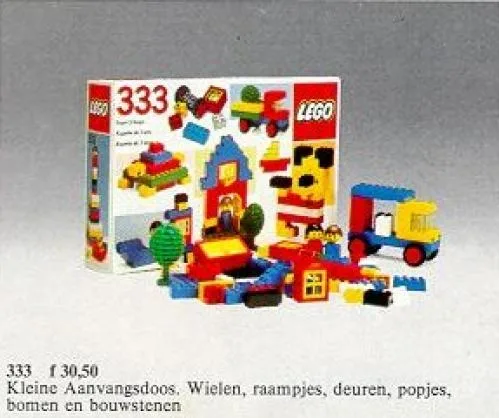 LEGO
333
LEGO
333 f 30,50
Kleine Aanvangsdoos. Wielen, raampjes, deuren, popjes,
bomen en bouwstenen